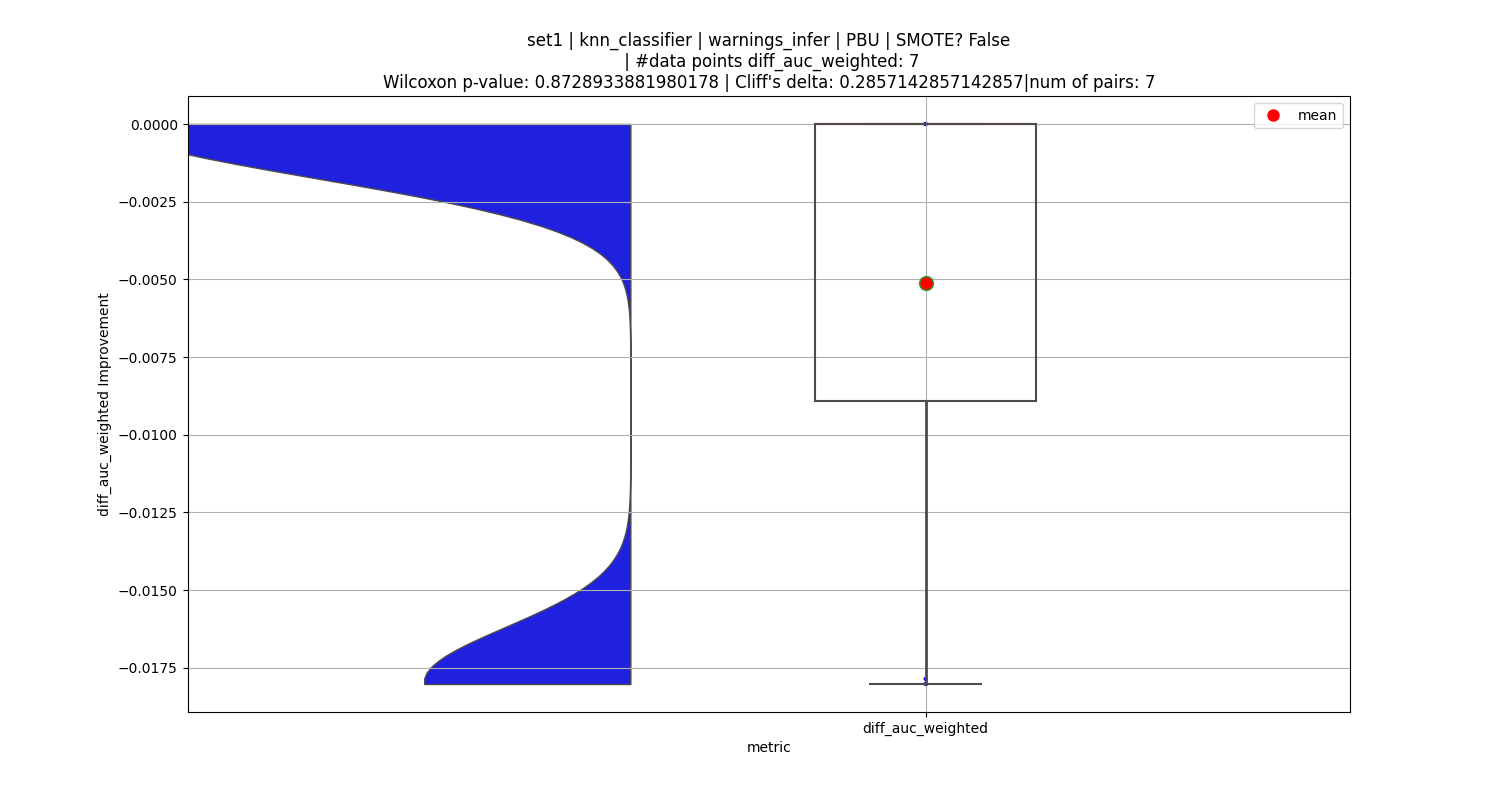 set1 | knn_classifier | warnings_infer | PBU | SMOTE? False
| #data points diff_auc_weighted: 7
Wilcoxon p-value: 0.8728933881980178 | Cliff's delta: 0.2857142857142857|num of pairs: 7
mean
0.0000
−0.0025
−0.0050
−0.0075
−0.0100
−0.0125
−0.0150
−0.0175
diff_auc_weighted Improvement
diff_auc_weighted
metric